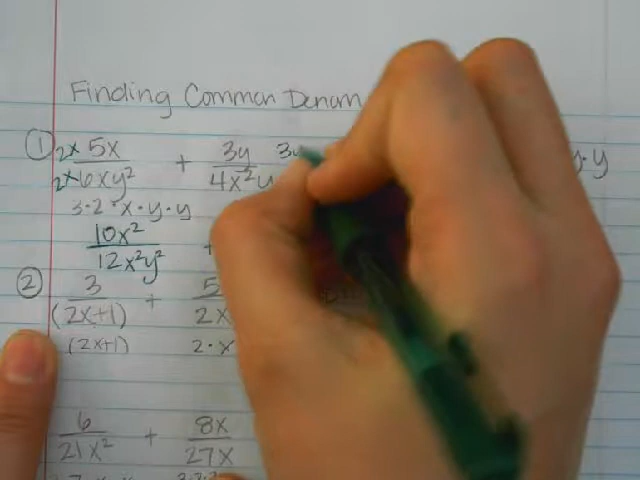 Finding Common Denom
① 2x 5x + 3y 3y y·y
2x 6xy² 4x²y
3·2·x·y·y
10x² +
12x²y²
② 3 + 5
(2x+1) 2x
(2x+1) 2·x
6 + 8x
21x² 27x